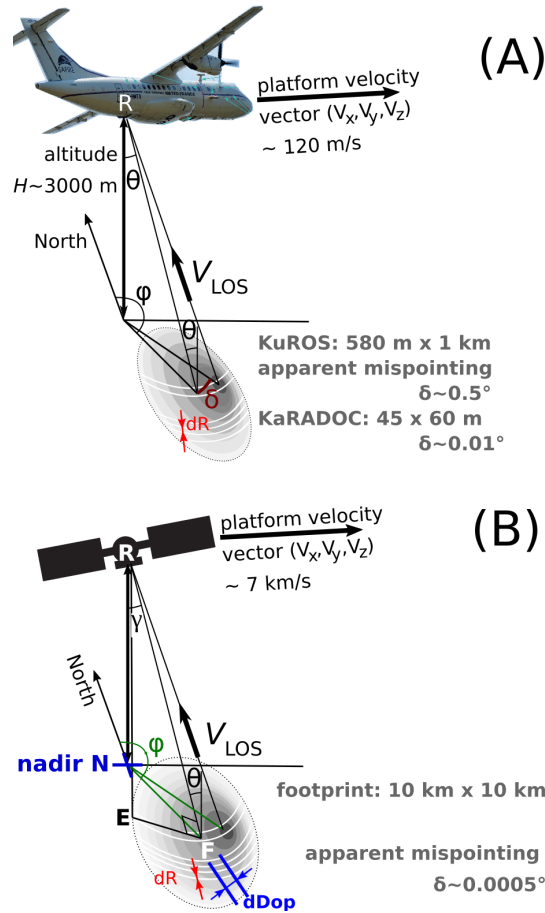 (A)
SAFIRE
R
platform velocity
vector (Vx,Vy,Vz)
~ 120 m/s
altitude
θ
H~3000 m
North
VLOS
φ
θ
KuROS: 580 m x 1 km
apparent mispointing
δ~0.5°
δ
KaRADOC: 45 x 60 m
dR
δ~0.01°
(B)
platform velocity
R
vector (Vx,Vy,Vz)
~ 7 km/s
γ
North
VLOS
φ
nadir N
θ
footprint: 10 km x 10 km
E
F
apparent mispointing
dR
δ~0.0005°
dDop